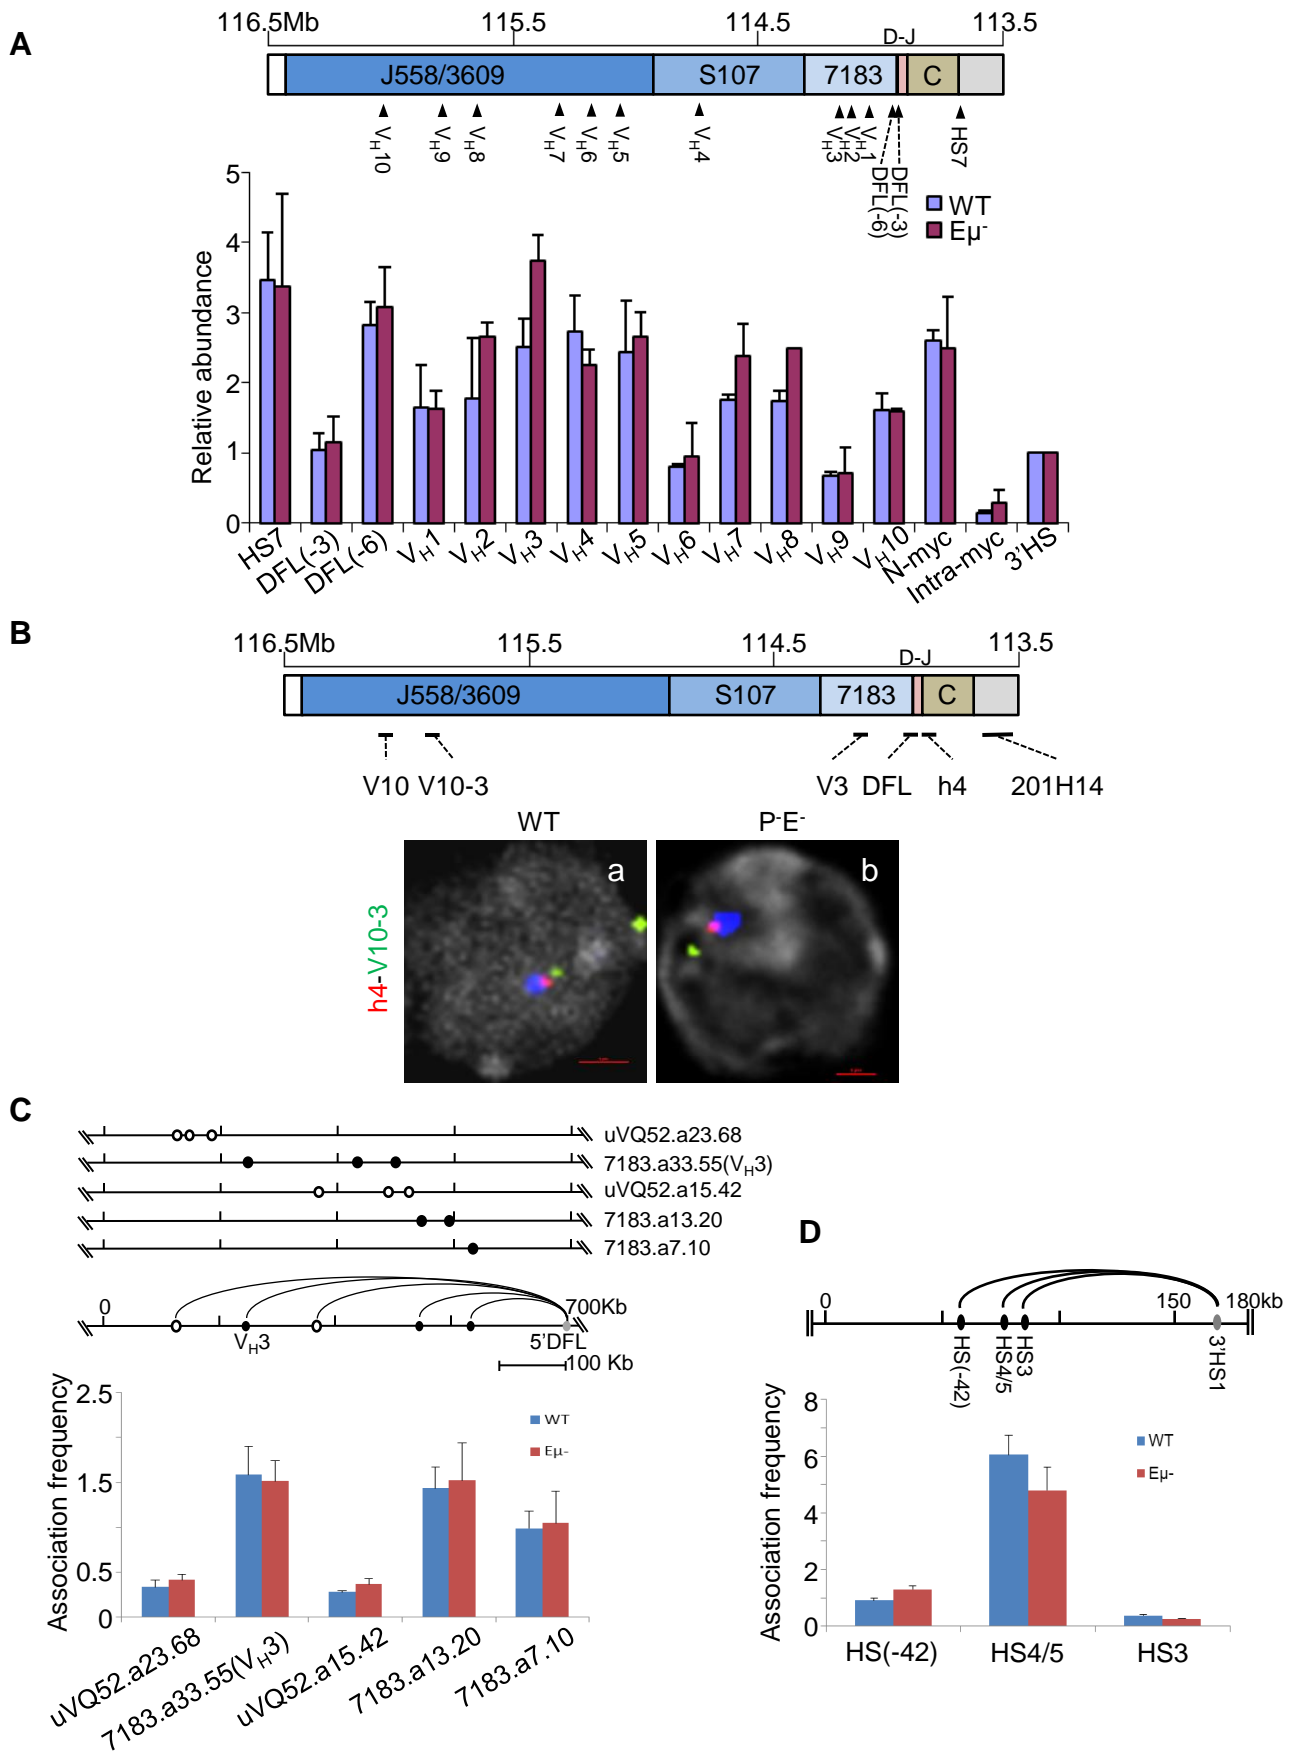 A
116.5Mb 115.5 114.5 113.5
D-J
J558/3609 S107 7183 C
VH10 VH9 VH8 VH7 VH6 VH5 VH4 VH3 VH2 VH1 HS7
DFL(-6) DFL(-3)
WT
Eµ-
Relative abundance
5
4
3
2
1
0
HS7 DFL(-3) DFL(-6) VH1 VH2 VH3 VH4 VH5 VH6 VH7 VH8 VH9 VH10 N-myc Intra-myc 3'HS
B
116.5Mb 115.5 114.5 113.5
D-J
J558/3609 S107 7183 C
V10 V10-3 V3 DFL h4 201H14
WT P-E-
a b
h4-V10-3
C
uVQ52.a23.68
7183.a33.55(VH3)
uVQ52.a15.42
7183.a13.20
7183.a7.10
0 700Kb
VH3 5'DFL
100 Kb
Association frequency
2.5
1.5
0.5
0
WT
Eµ-
uVQ52.a23.68 7183.a33.55(VH3) uVQ52.a15.42 7183.a13.20 7183.a7.10
D
0 150 180kb
HS(-42) HS4/5 HS3 3'HS1
Association frequency
8
6
4
2
0
WT
Eµ-
HS(-42) HS4/5 HS3